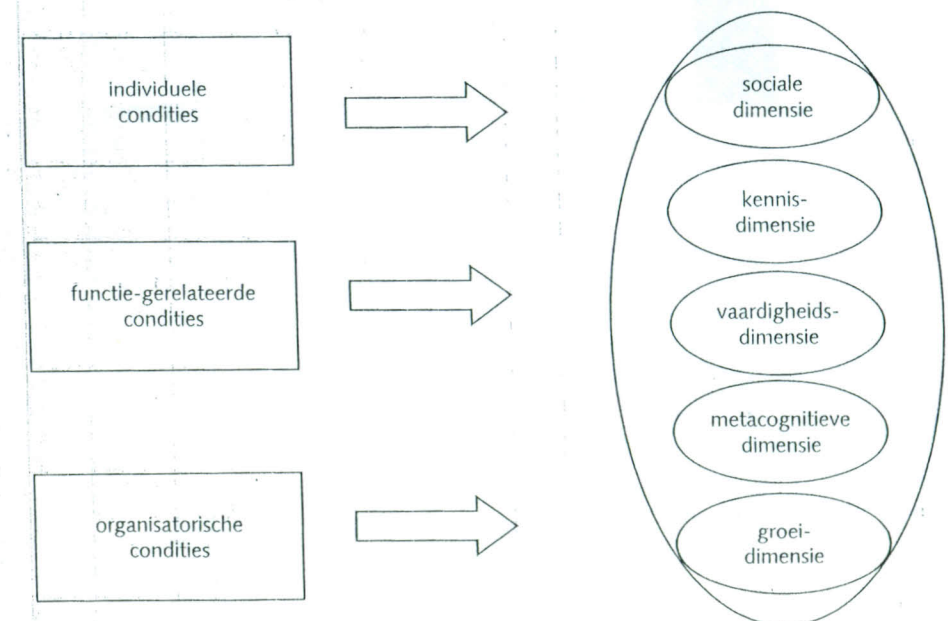 individuele
condities
functie-gerelateerde
condities
organisatorische
condities
sociale
dimensie
kennis-
dimensie
vaardigheids-
dimensie
metacognitieve
dimensie
groei-
dimensie